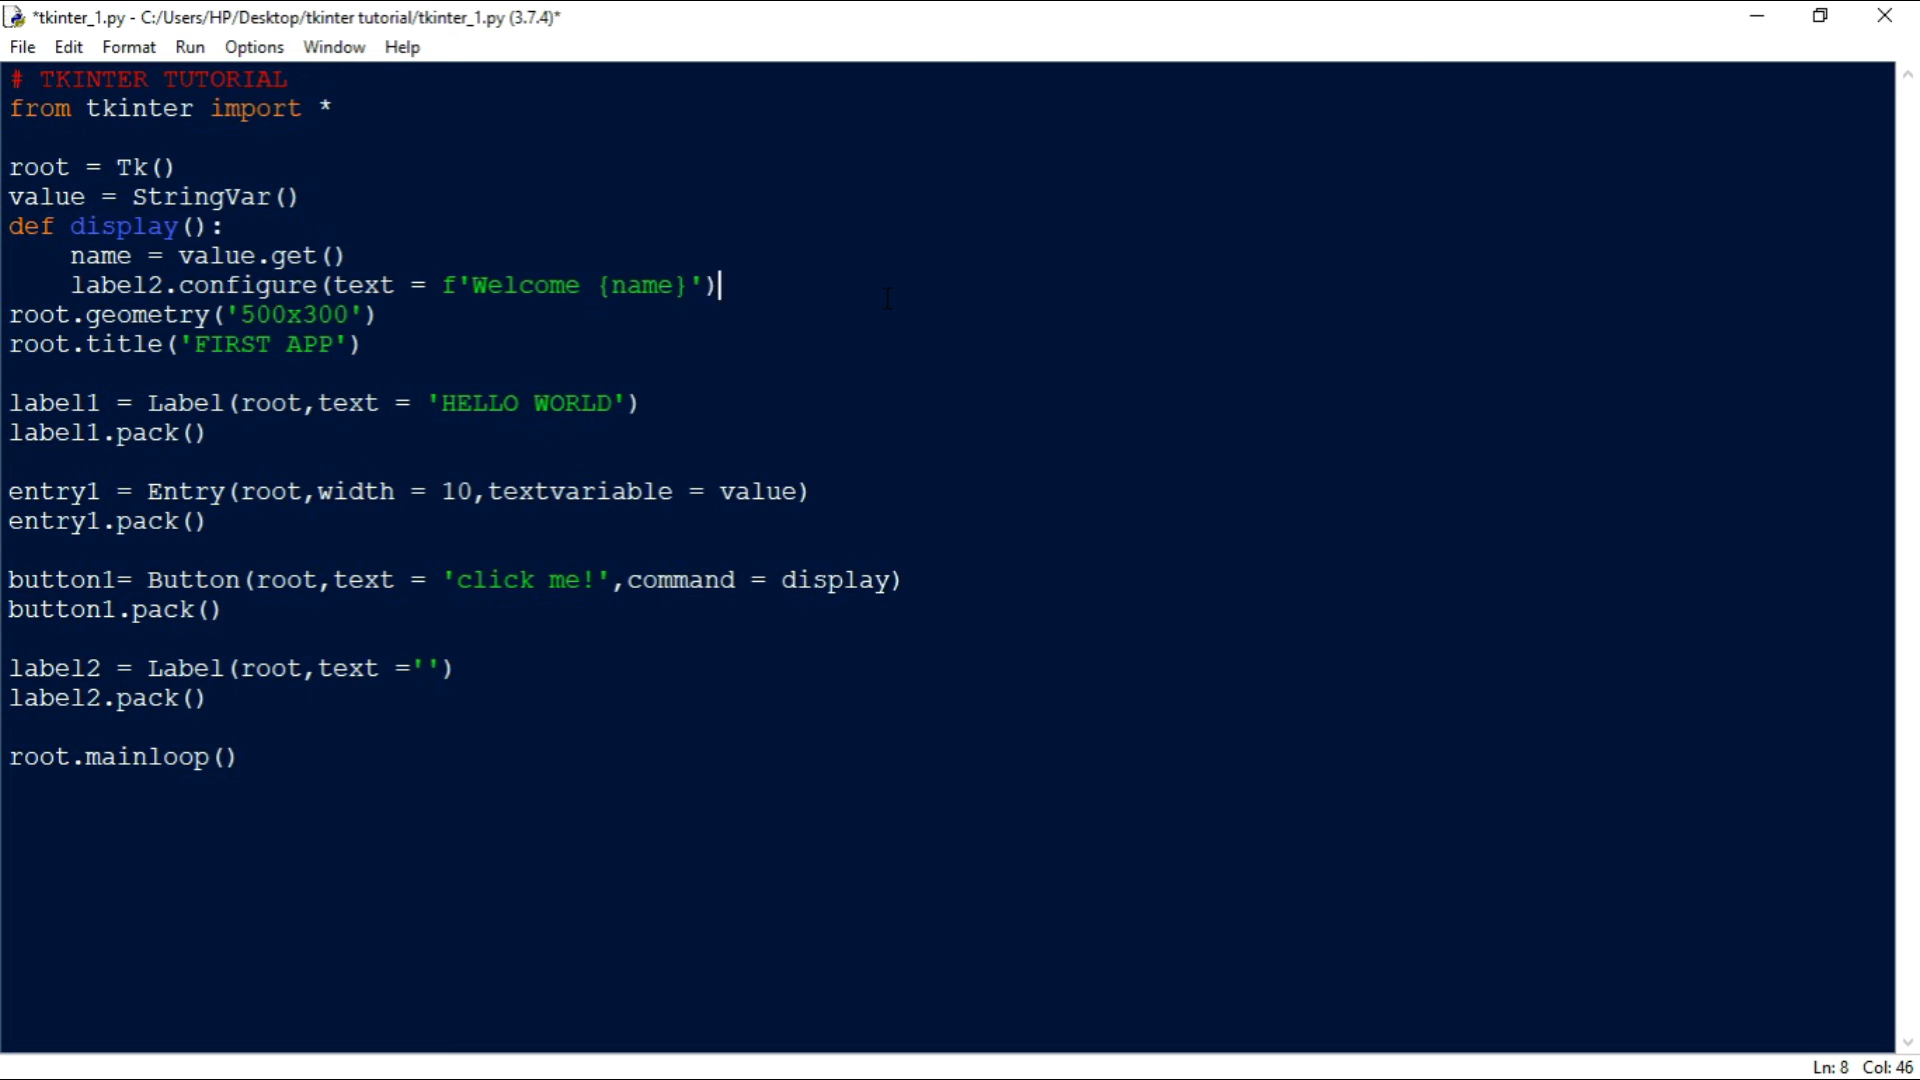 *tkinter_1.py - C:/Users/HP/Desktop/tkinter tutorial/tkinter_1.py (3.7.4)*
File Edit Format Run Options Window Help
# TKINTER TUTORIAL
from tkinter import *
root = Tk()
value = StringVar()
def display():
    name = value.get()
    label2.configure(text = f'Welcome {name}')
root.geometry('500x300')
root.title('FIRST APP')
label1 = Label(root,text = 'HELLO WORLD')
label1.pack()
entry1 = Entry(root,width = 10,textvariable = value)
entry1.pack()
button1= Button(root,text = 'click me!',command = display)
button1.pack()
label2 = Label(root,text ='')
label2.pack()
root.mainloop()
Ln: 8 Col: 46